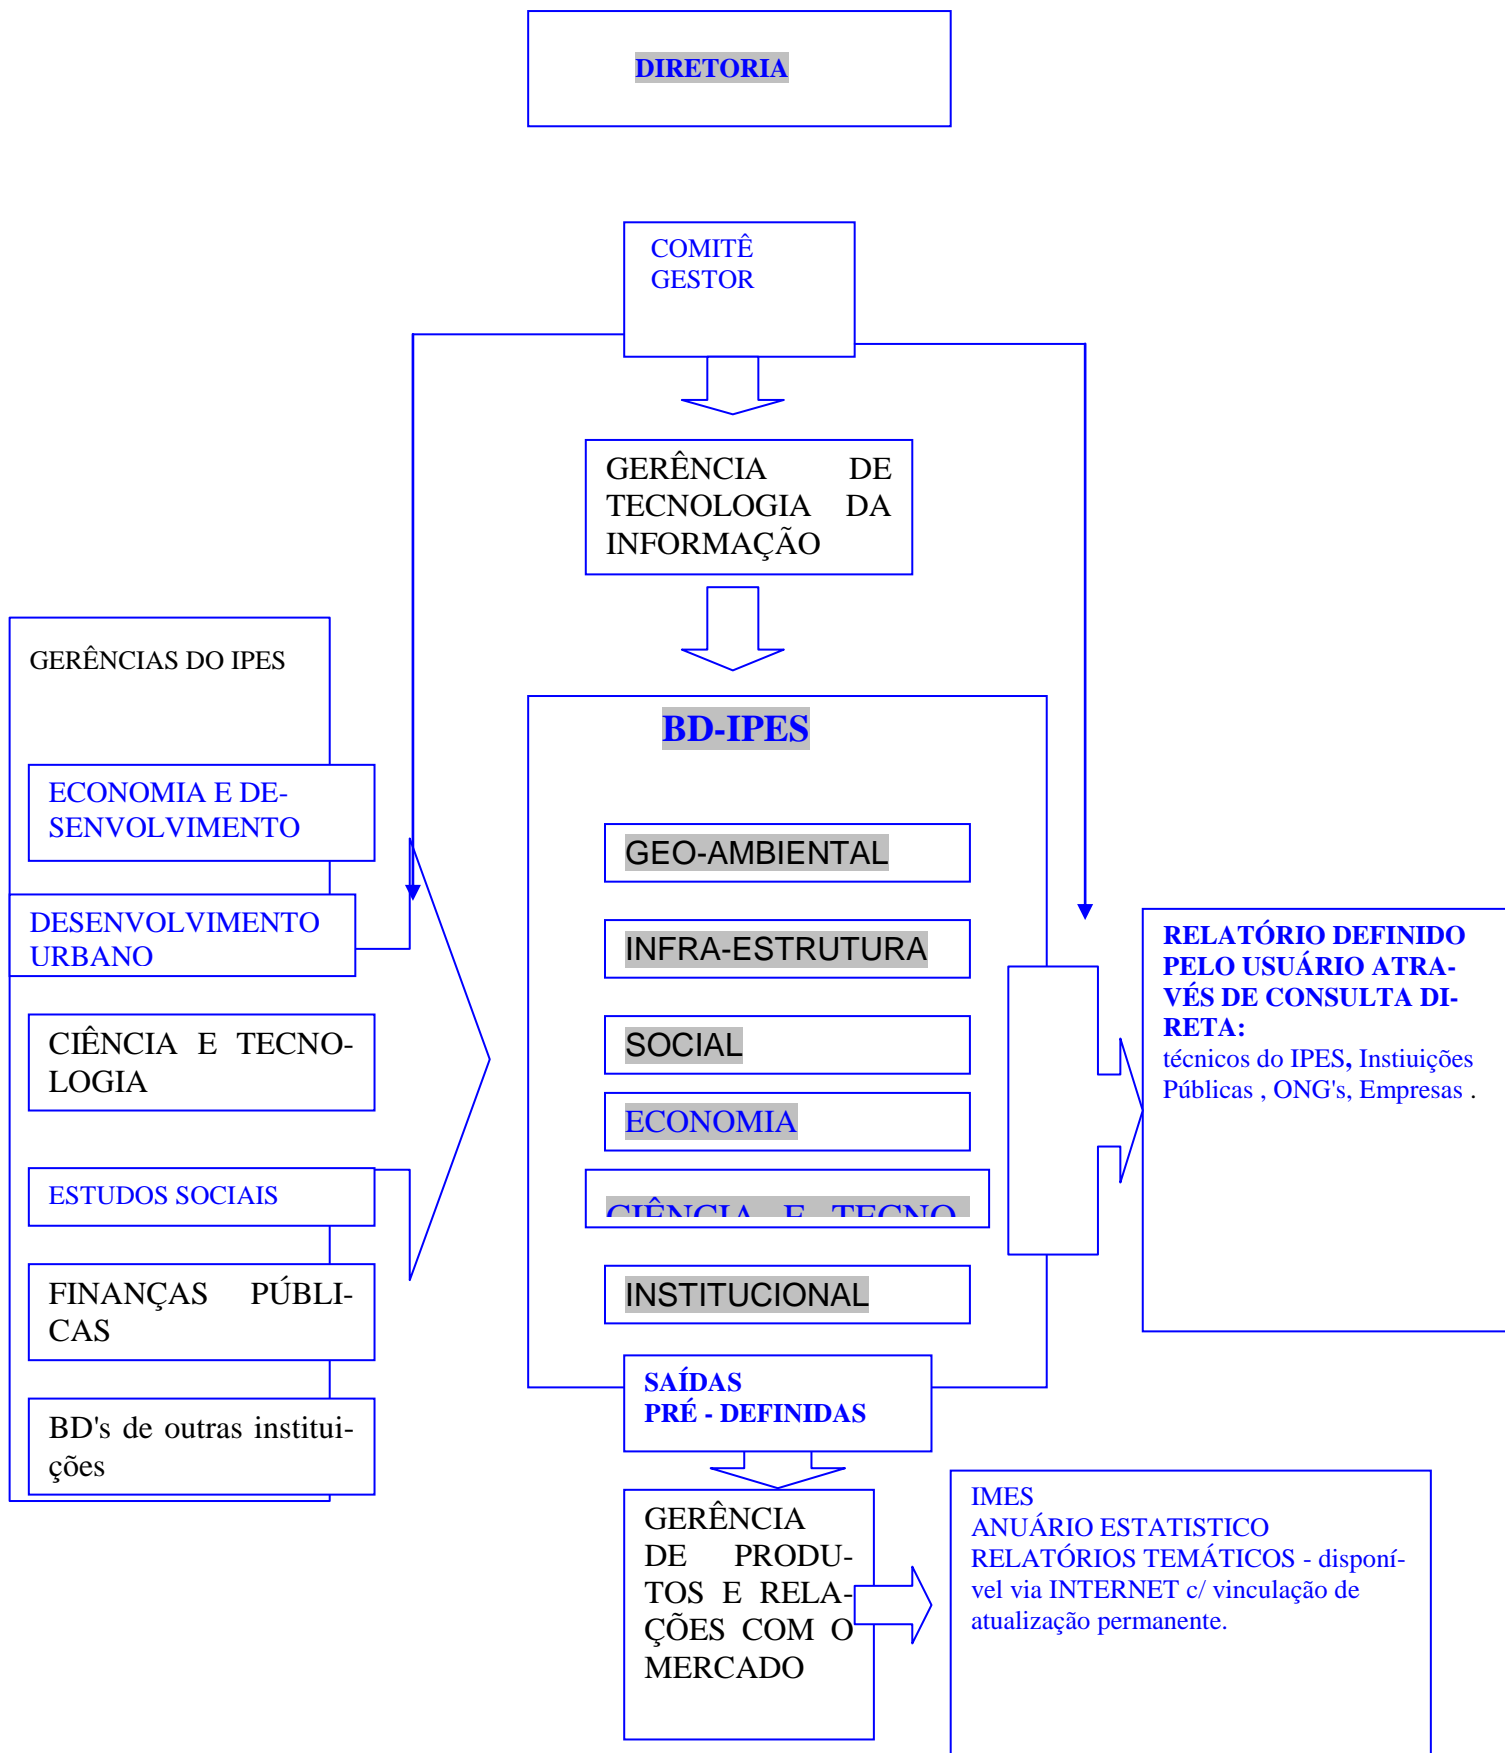 DIRETORIA
COMITÊ
GESTOR
GERÊNCIA DE
TECNOLOGIA DA
INFORMAÇÃO
GERÊNCIAS DO IPES
ECONOMIA E DE-
SENVOLVIMENTO
DESENVOLVIMENTO
URBANO
CIÊNCIA E TECNO-
LOGIA
ESTUDOS SOCIAIS
FINANÇAS PÚBLI-
CAS
BD's de outras institui-
ções
BD-IPES
GEO-AMBIENTAL
INFRA-ESTRUTURA
SOCIAL
ECONOMIA
CIÊNCIA E TECNO-
INSTITUCIONAL
SAÍDAS
PRÉ - DEFINIDAS
RELATÓRIO DEFINIDO
PELO USUÁRIO ATRA-
VÉS DE CONSULTA DI-
RETA:
técnicos do IPES, Instiuições
Públicas , ONG's, Empresas .
GERÊNCIA
DE PRODU-
TOS E RELA-
ÇÕES COM O
MERCADO
IMES
ANUÁRIO ESTATISTICO
RELATÓRIOS TEMÁTICOS - disponí-
vel via INTERNET c/ vinculação de
atualização permanente.